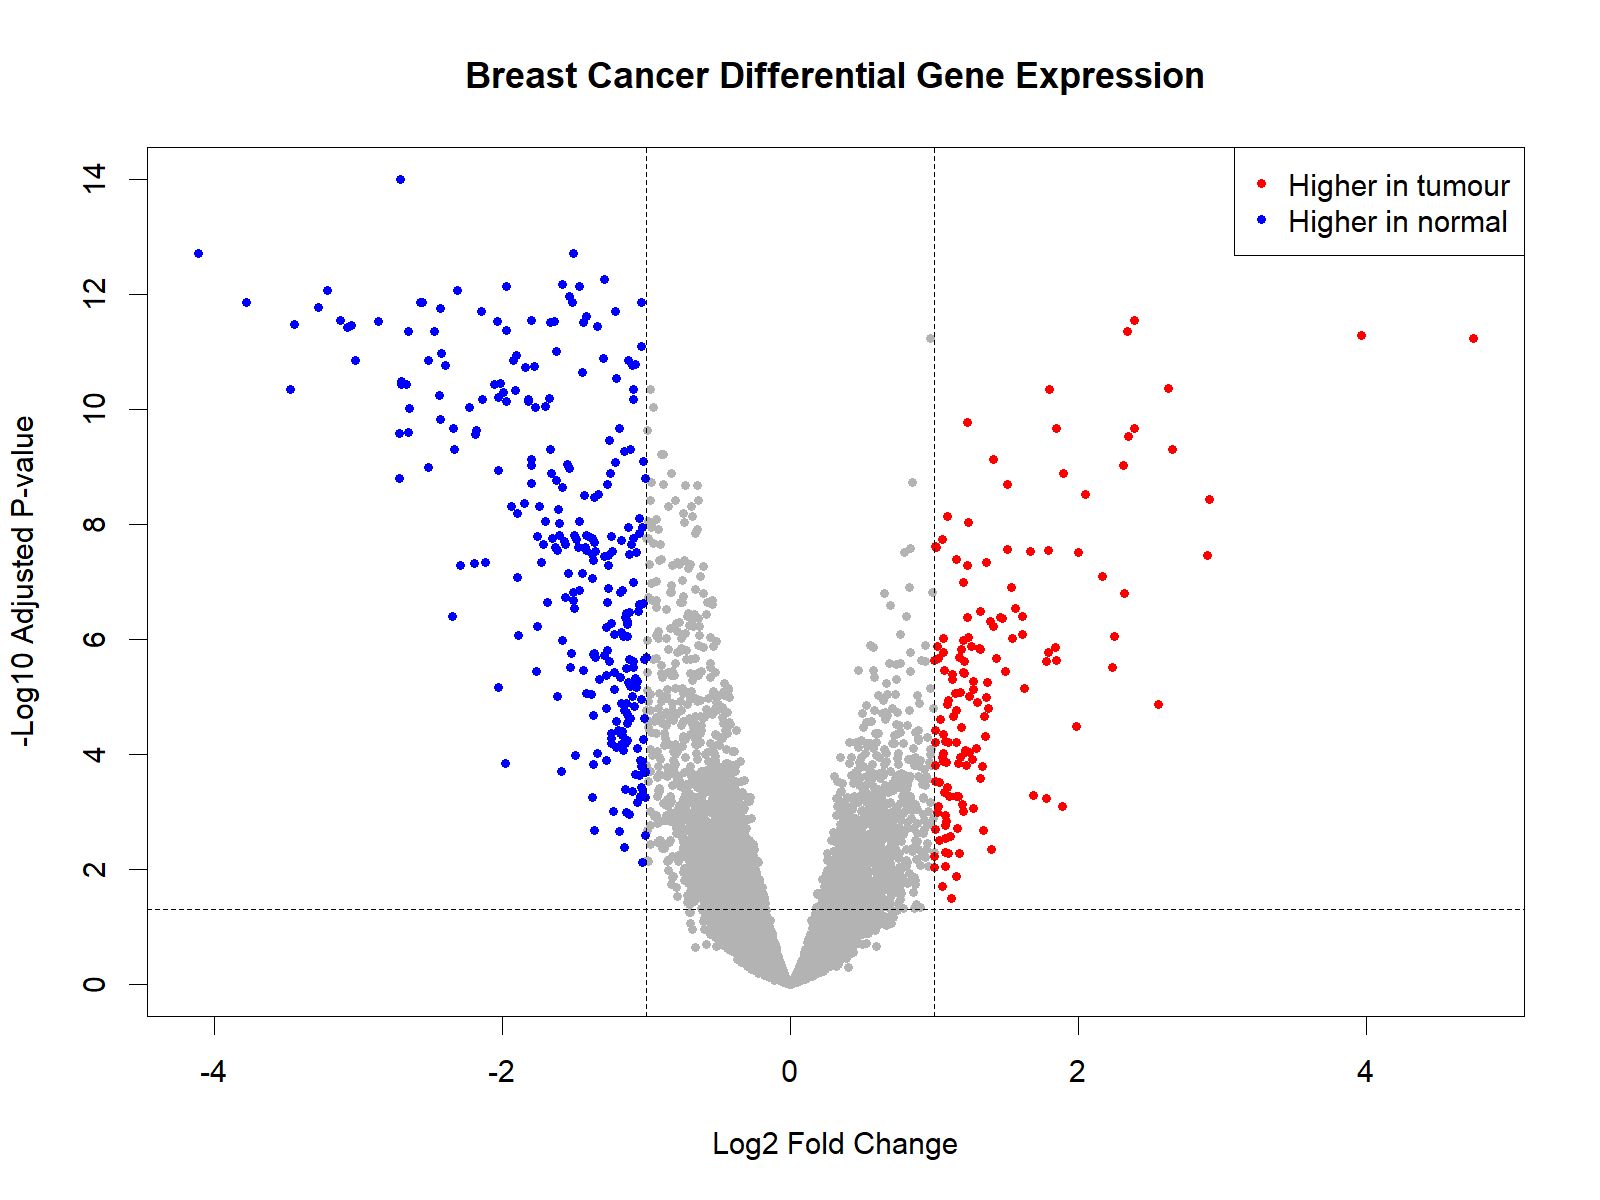 Breast Cancer Differential Gene Expression
Higher in tumour
Higher in normal
-Log10 Adjusted P-value
14
12
10
8
6
4
2
0
-4
-2
0
2
4
Log2 Fold Change